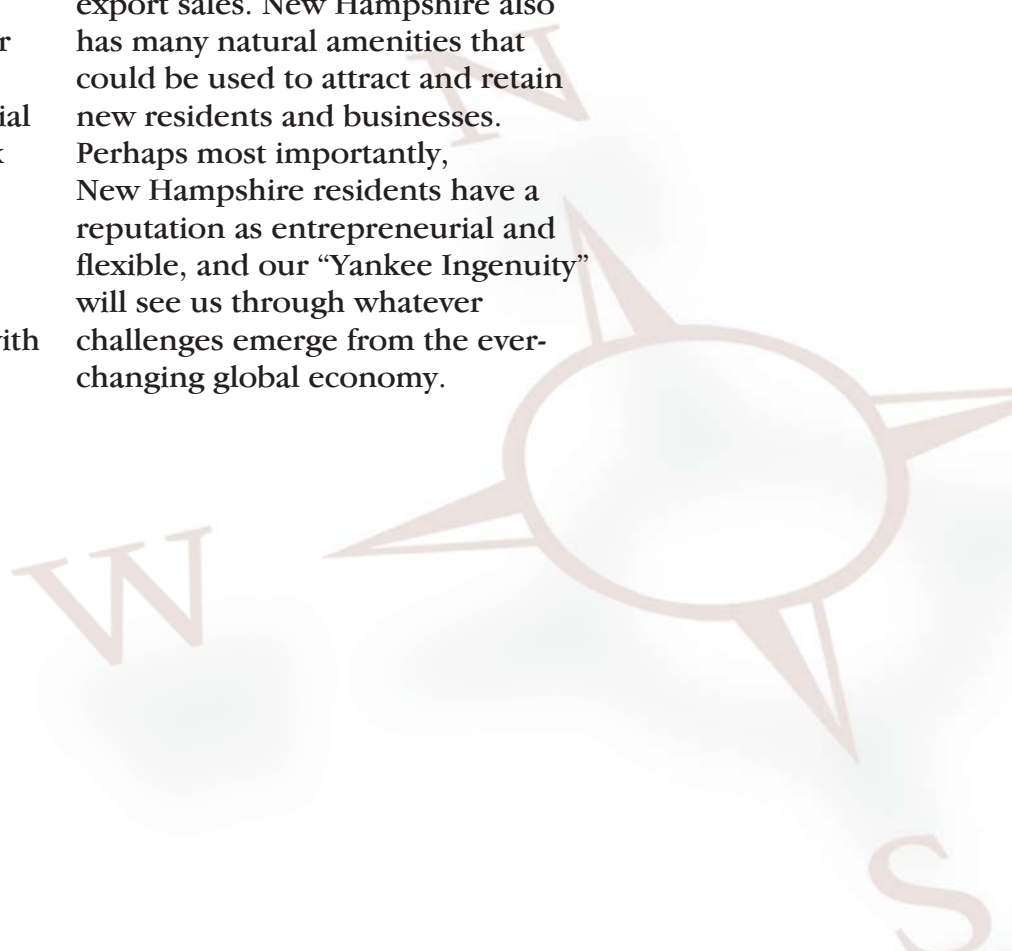 r
ial
k
ith
export sales. New Hampshire also
has many natural amenities that
could be used to attract and retain
new residents and businesses.
Perhaps most importantly,
New Hampshire residents have a
reputation as entrepreneurial and
flexible, and our “Yankee Ingenuity”
will see us through whatever
challenges emerge from the ever-
changing global economy.
N
W
S